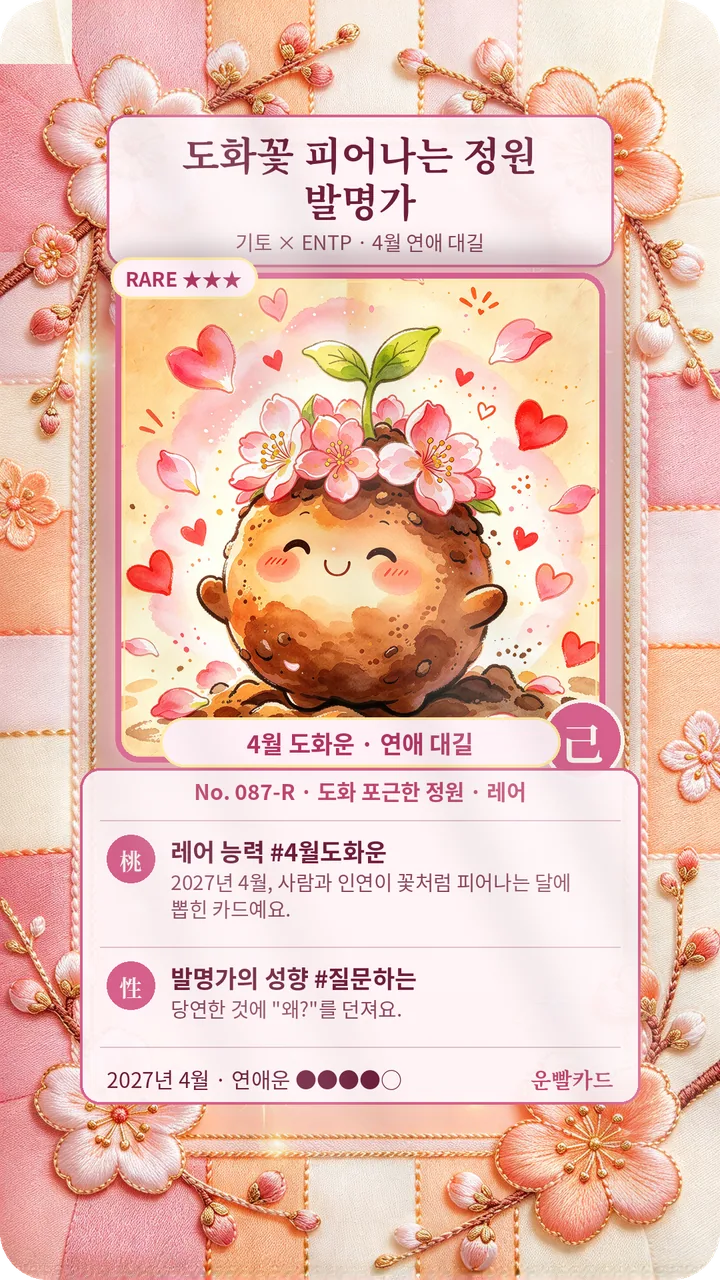 도화꽃 피어나는 정원
발명가
기토 × ENTP · 4월 연애 대길
RARE ★★★
4월 도화운 · 연애 대길
己
No. 087-R · 도화 포근한 정원 · 레어
桃
레어 능력 #4월도화운
2027년 4월, 사람과 인연이 꽃처럼 피어나는 달에
뽑힌 카드예요.
性
발명가의 성향 #질문하는
당연한 것에 "왜?"를 던져요.
2027년 4월 · 연애운 ●●●●○
운빨카드